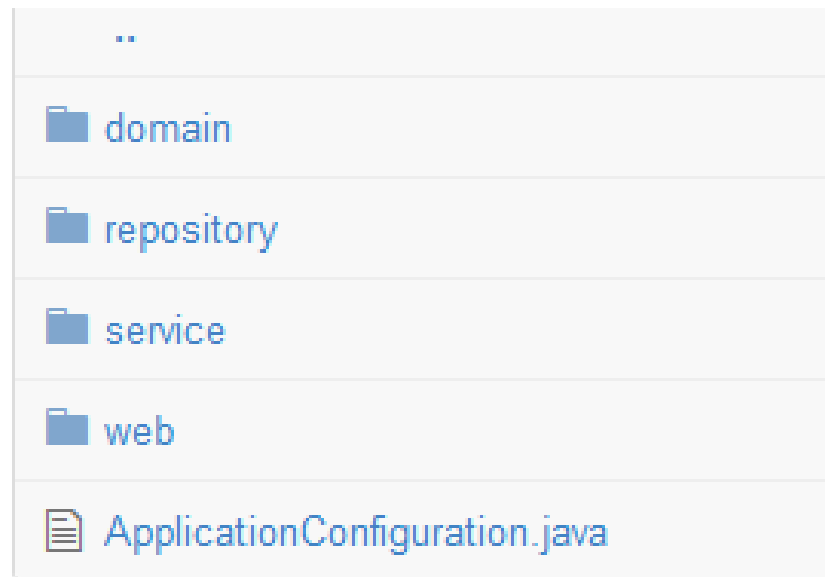 ..
domain
repository
service
web
ApplicationConfiguration.java